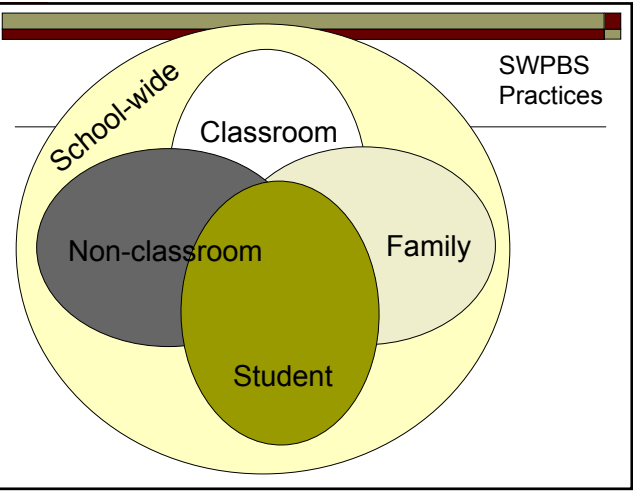 SWPBS
Practices
School-wide
Classroom
Non-classroom
Family
Student